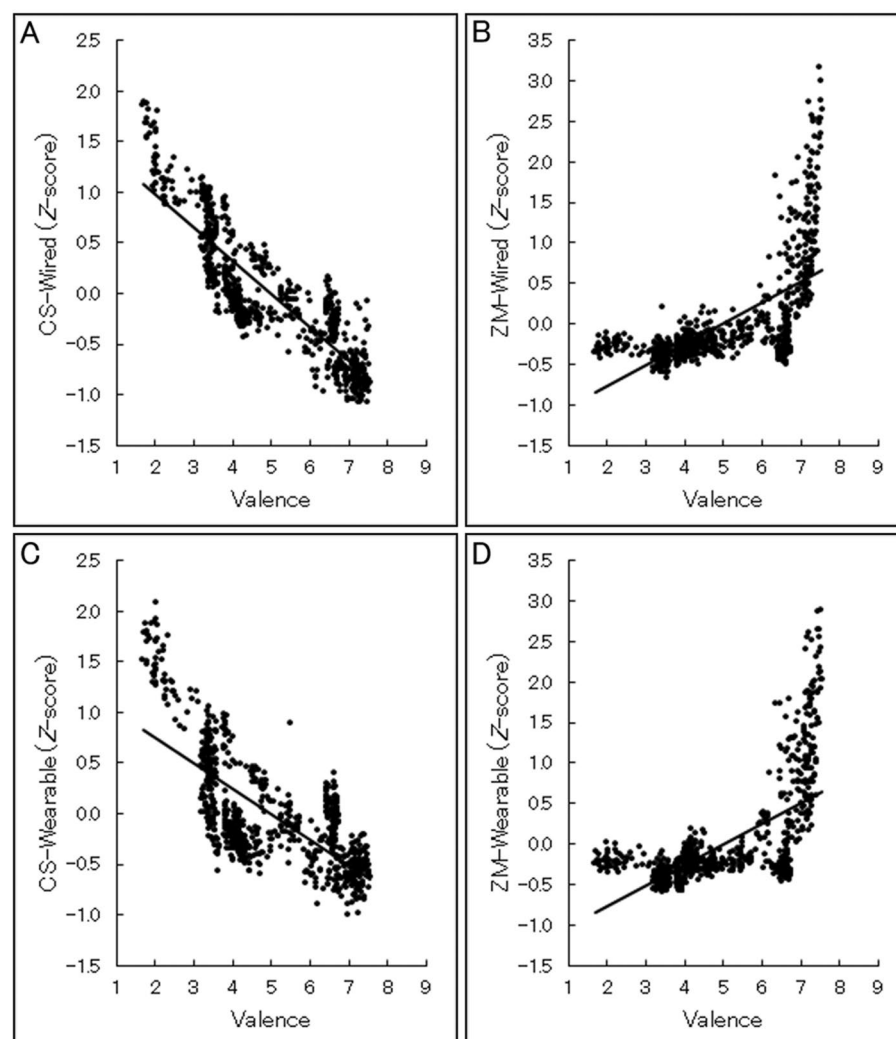 A
CS-Wired (Z-score)
2.5
2.0
1.5
1.0
0.5
0.0
-0.5
-1.0
-1.5
1 2 3 4 5 6 7 8 9
Valence
B
ZM-Wired (Z-score)
3.5
3.0
2.5
2.0
1.5
1.0
0.5
0.0
-0.5
-1.0
-1.5
1 2 3 4 5 6 7 8 9
Valence
C
CS-Wearable (Z-score)
2.5
2.0
1.5
1.0
0.5
0.0
-0.5
-1.0
-1.5
1 2 3 4 5 6 7 8 9
Valence
D
ZM-Wearable (Z-score)
3.5
3.0
2.5
2.0
1.5
1.0
0.5
0.0
-0.5
-1.0
-1.5
1 2 3 4 5 6 7 8 9
Valence